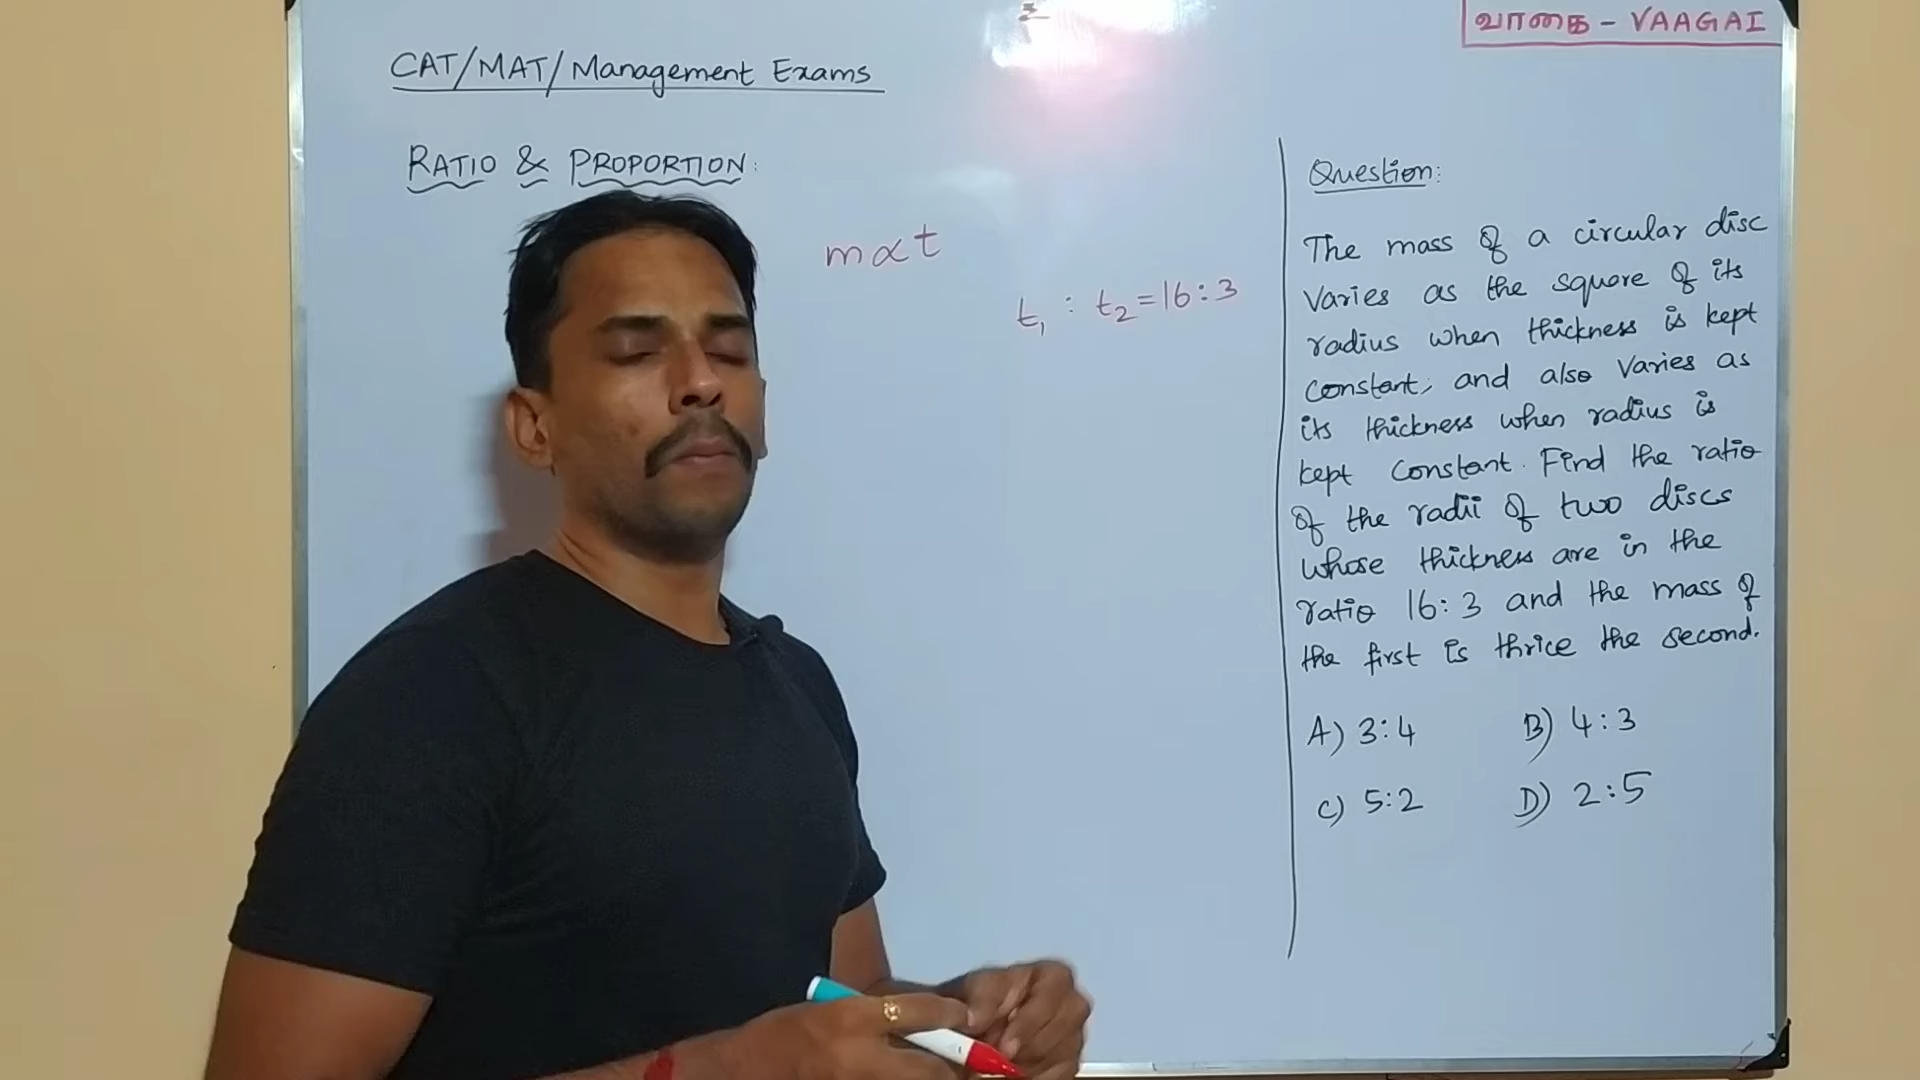 வாகை - VAAGAI
CAT/MAT/Management Exams
RATIO & PROPORTION:
m∝t
t₁ : t₂ = 16:3
Question:
The mass of a circular disc
varies as the square of its
radius when thickness is kept
constant, and also varies as
its thickness when radius is
kept constant. Find the ratio
of the radii of two discs
whose thickness are in the
ratio 16:3 and the mass of
the first is thrice the second.
A) 3:4 B) 4:3
C) 5:2 D) 2:5